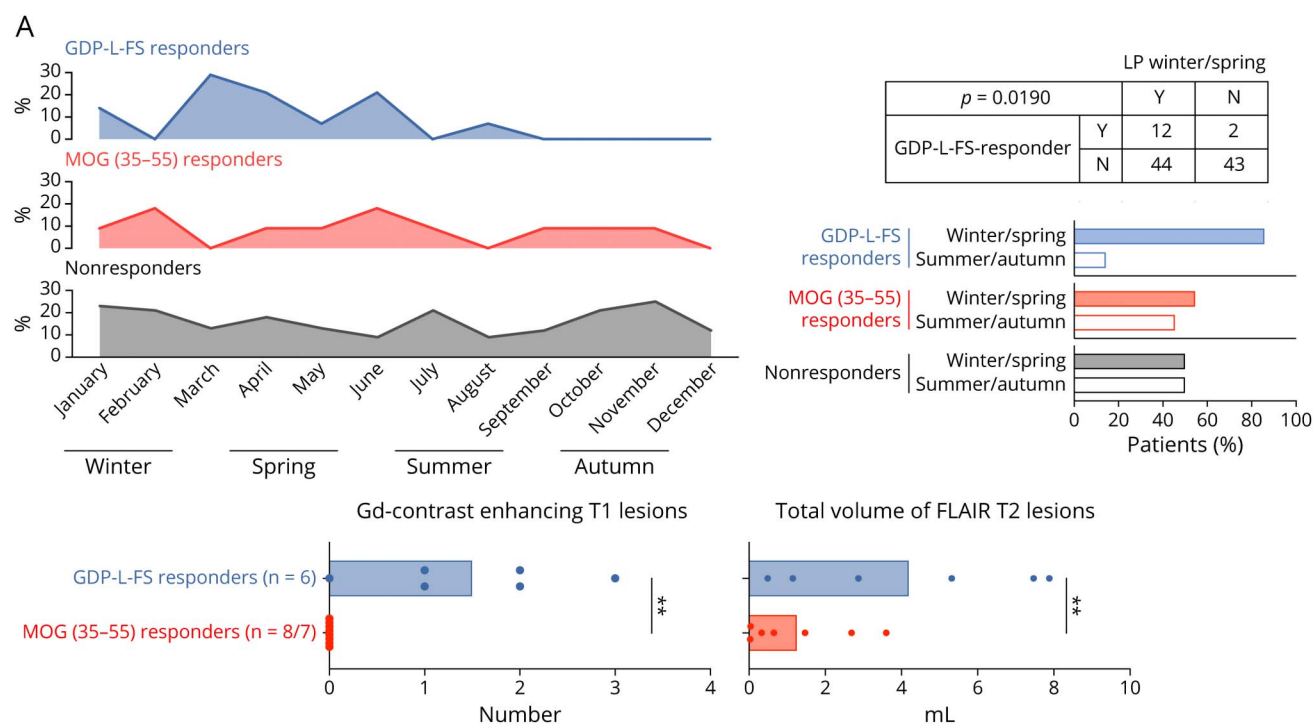 A
GDP-L-FS responders
30
20
10
0
%
MOG (35–55) responders
30
20
10
0
%
Nonresponders
30
20
10
0
%
January
February
March
April
May
June
July
August
September
October
November
December
Winter
Spring
Summer
Autumn
LP winter/spring
p = 0.0190 Y N
GDP-L-FS-responder Y 12 2
N 44 43
GDP-L-FS
responders
Winter/spring
Summer/autumn
MOG (35–55)
responders
Winter/spring
Summer/autumn
Nonresponders
Winter/spring
Summer/autumn
0 20 40 60 80 100
Patients (%)
Gd-contrast enhancing T1 lesions
GDP-L-FS responders (n = 6)
MOG (35–55) responders (n = 8/7)
**
0 1 2 3 4
Number
Total volume of FLAIR T2 lesions
**
0 2 4 6 8 10
mL